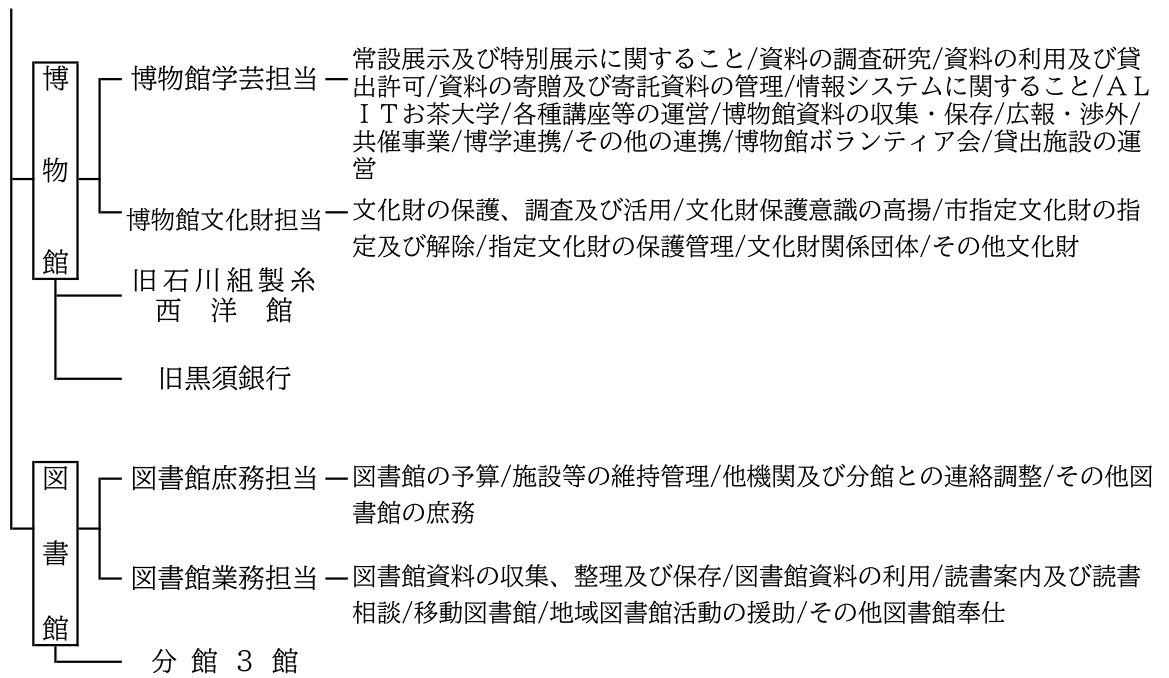 博物館
博物館学芸担当
常設展示及び特別展示に関すること/資料の調査研究/資料の利用及び貸
出許可/資料の寄贈及び寄託資料の管理/情報システムに関すること/ＡＬ
ＩＴお茶大学/各種講座等の運営/博物館資料の収集・保存/広報・渉外/
共催事業/博学連携/その他の連携/博物館ボランティア会/貸出施設の運
営
博物館文化財担当
文化財の保護、調査及び活用/文化財保護意識の高揚/市指定文化財の指
定及び解除/指定文化財の保護管理/文化財関係団体/その他文化財
旧石川組製糸
西洋館
旧黒須銀行
図書館
図書館庶務担当
図書館の予算/施設等の維持管理/他機関及び分館との連絡調整/その他図
書館の庶務
図書館業務担当
図書館資料の収集、整理及び保存/図書館資料の利用/読書案内及び読書
相談/移動図書館/地域図書館活動の援助/その他図書館奉仕
分館３館